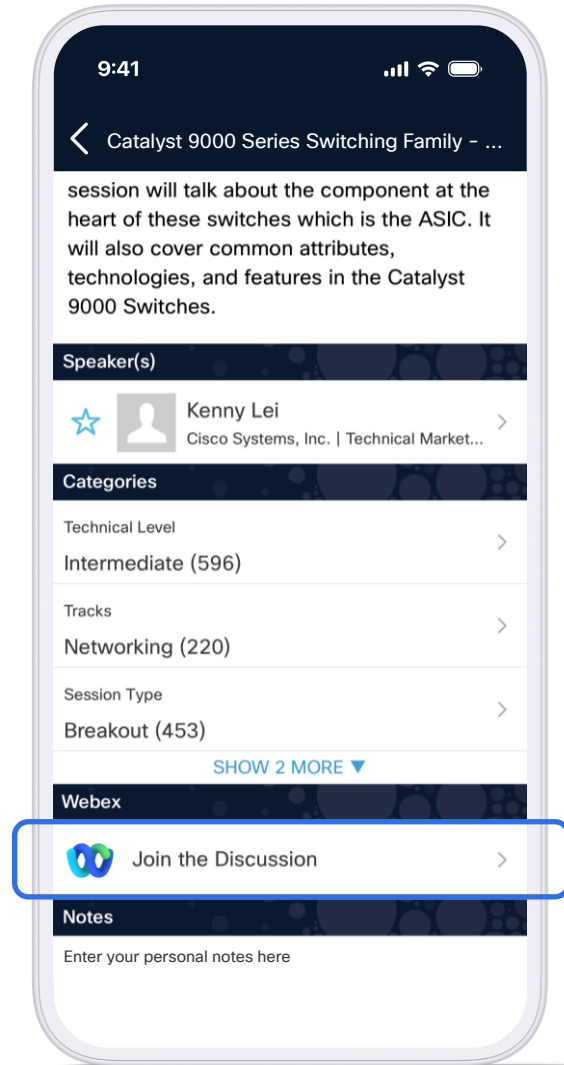 9:41
Catalyst 9000 Series Switching Family - ...
session will talk about the component at the
heart of these switches which is the ASIC. It
will also cover common attributes,
technologies, and features in the Catalyst
9000 Switches.
Speaker(s)
Kenny Lei
Cisco Systems, Inc. | Technical Market...
Categories
Technical Level
Intermediate (596)
Tracks
Networking (220)
Session Type
Breakout (453)
SHOW 2 MORE ▼
Webex
Join the Discussion
Notes
Enter your personal notes here